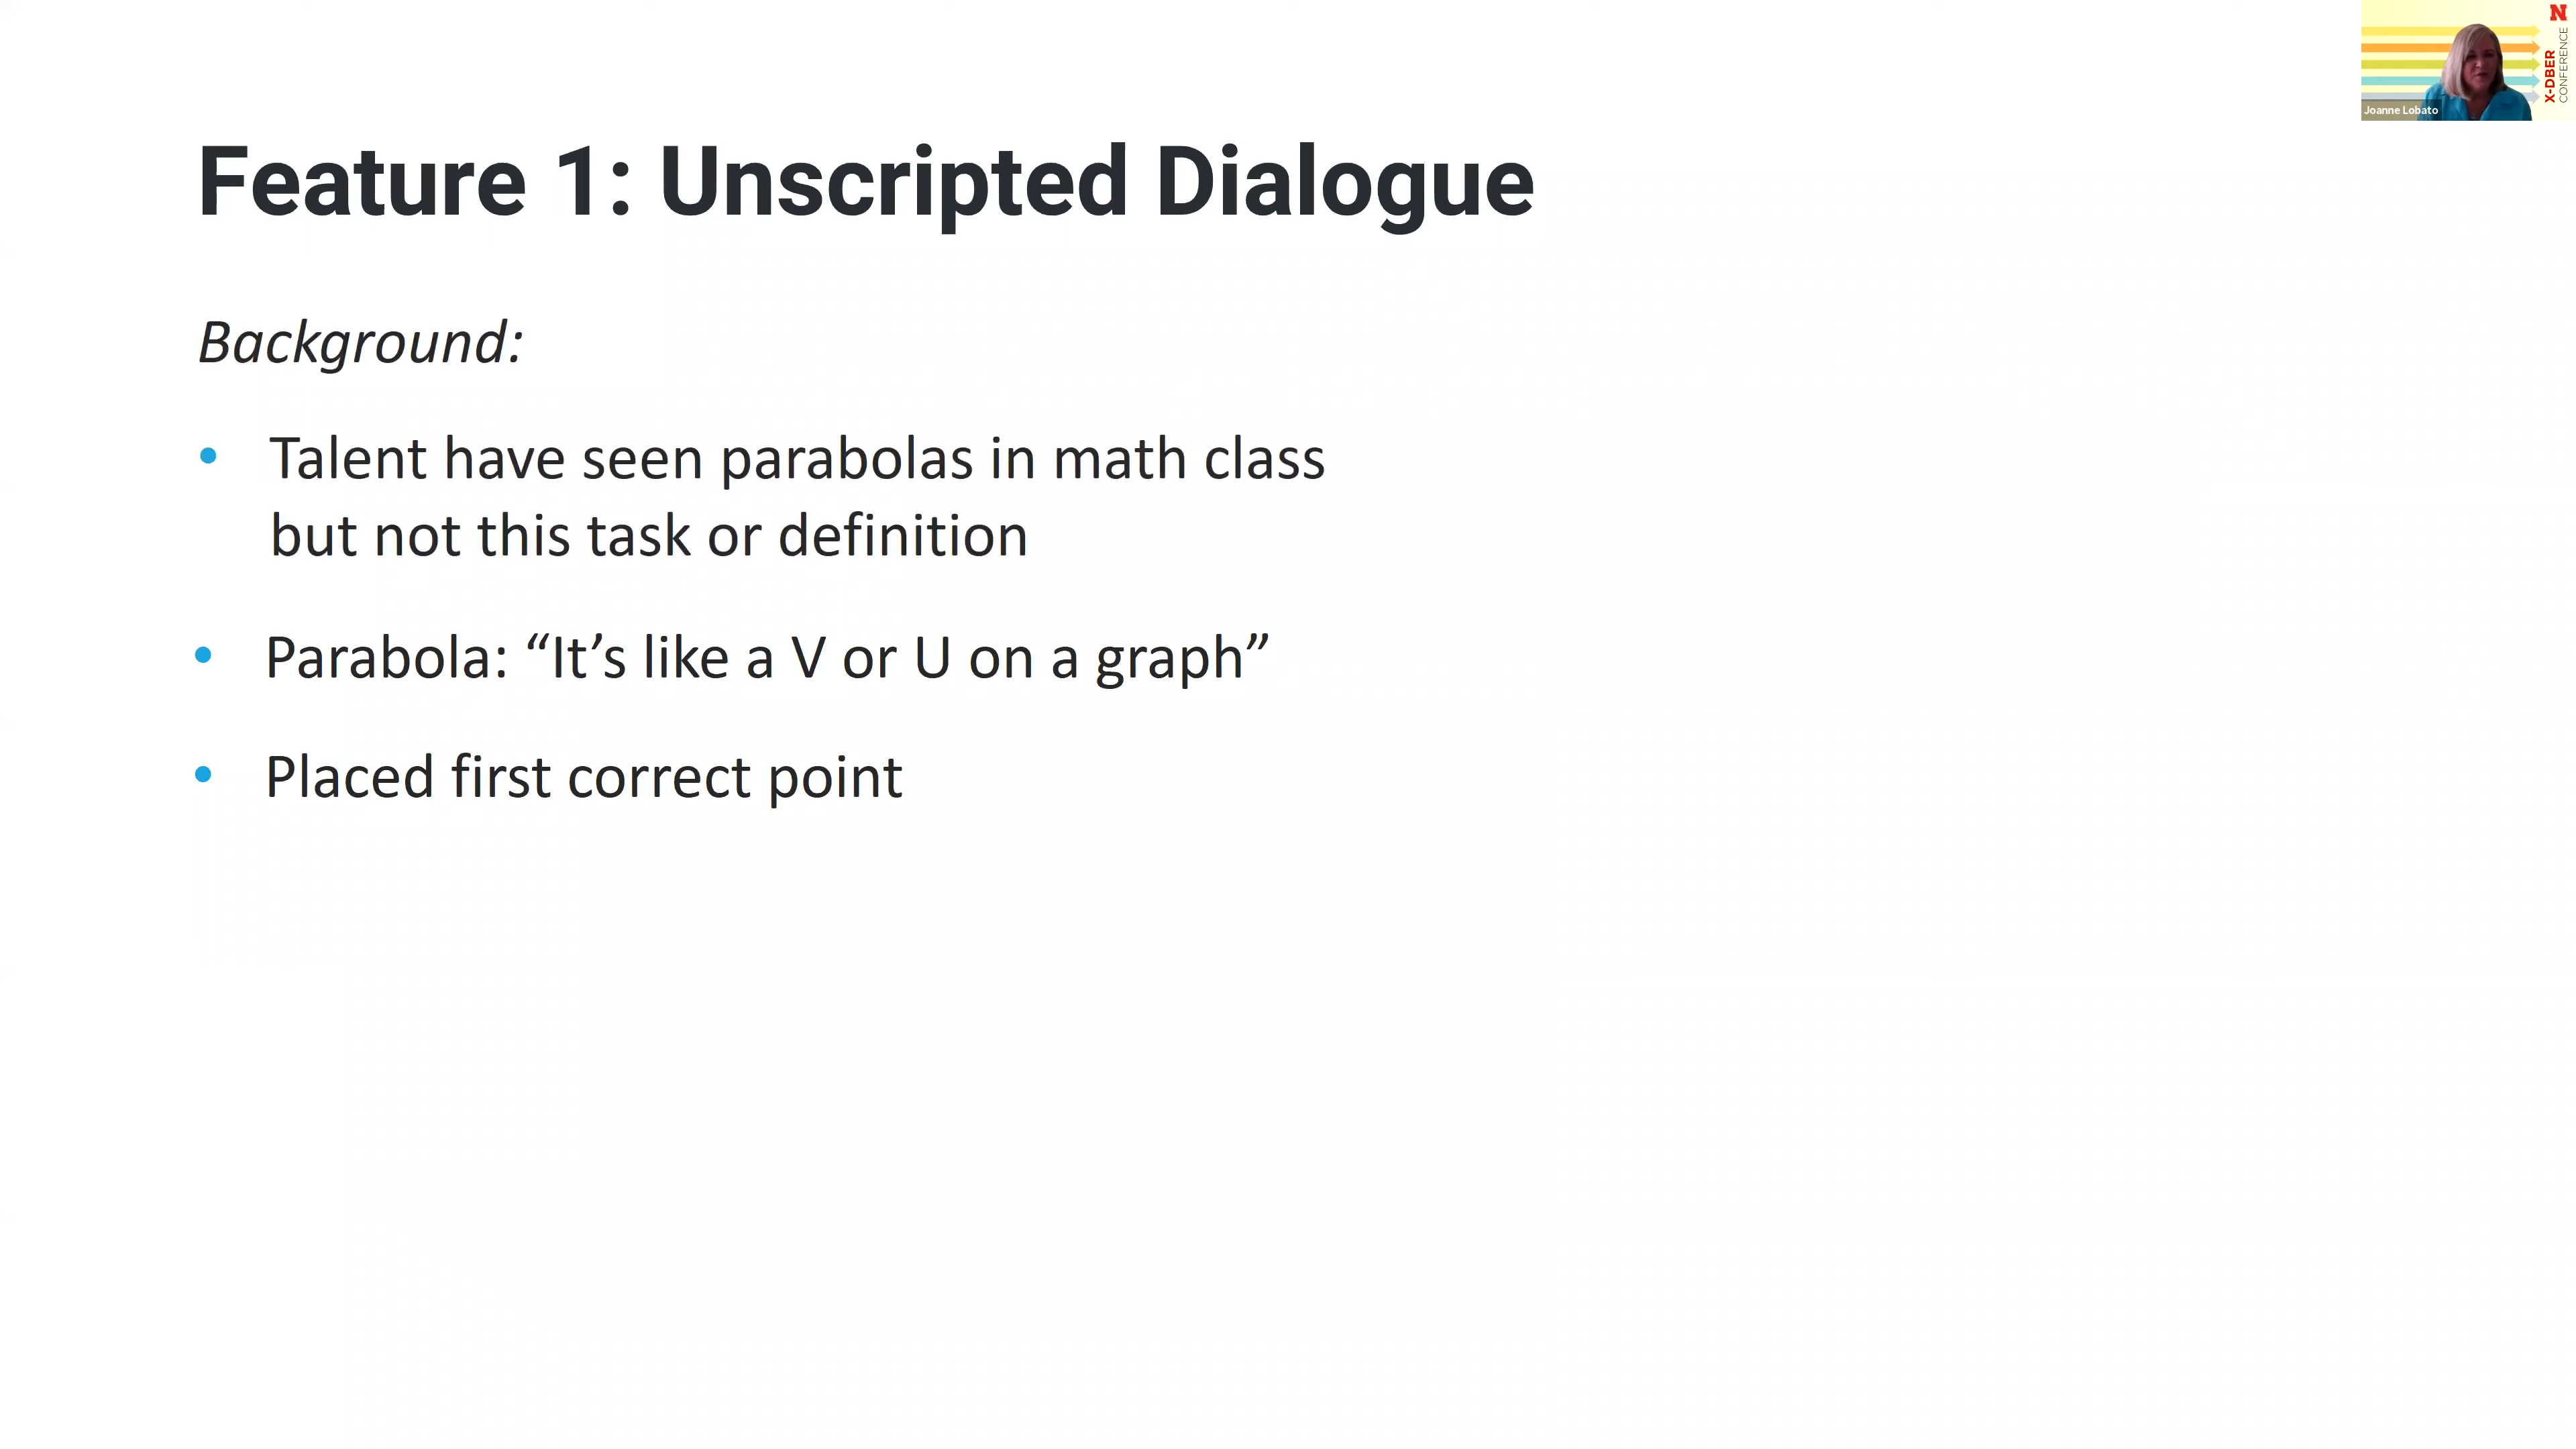 N
X-DBER
CONFERENCE
Joanne Lobato
Feature 1: Unscripted Dialogue
Background:
• Talent have seen parabolas in math class
but not this task or definition
• Parabola: “It’s like a V or U on a graph”
• Placed first correct point